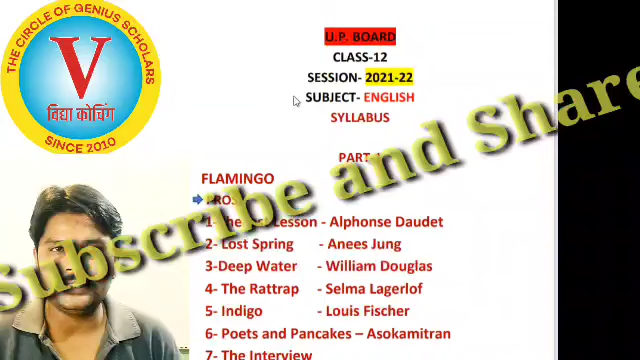 THE CIRCLE OF GENIUS SCHOLARS
V
विद्या कोचिंग
SINCE 2010
U.P. BOARD
CLASS-12
SESSION- 2021-22
SUBJECT- ENGLISH
SYLLABUS
PART-
FLAMINGO
PROS
1- The Last Lesson - Alphonse Daudet
2- Lost Spring - Anees Jung
3-Deep Water - William Douglas
4- The Rattrap - Selma Lagerlof
5- Indigo - Louis Fischer
6- Poets and Pancakes – Asokamitran
7- The Interview
Subscribe and Share